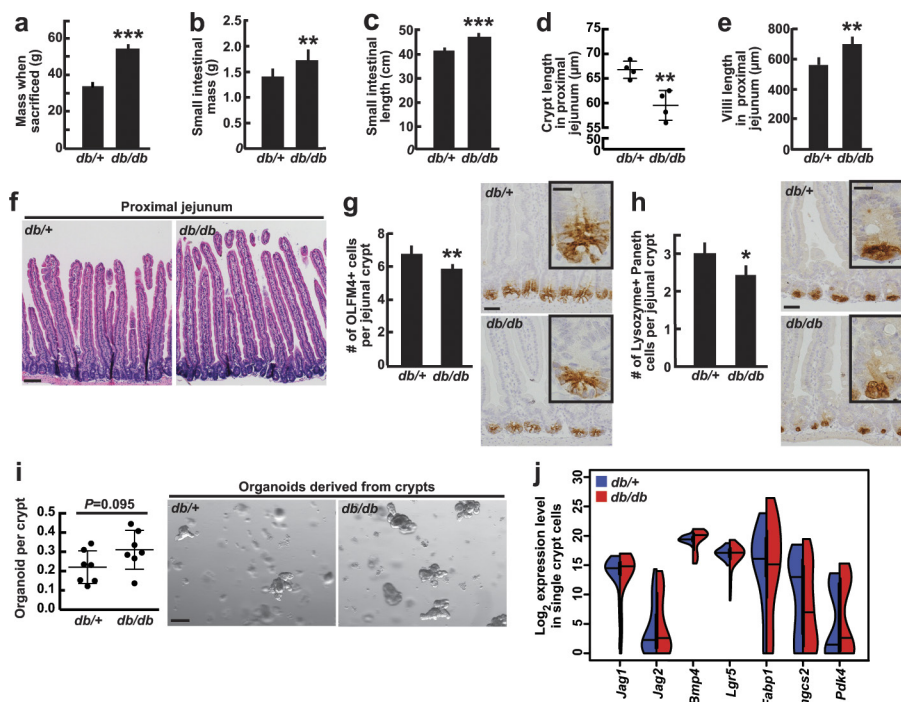 a
Mass when
sacrificed (g)
60
40
20
0
***
db/+ db/db
b
Small intestinal
mass (g)
2.5
2.0
1.5
1.0
0.5
0
**
db/+ db/db
c
Small intestinal
length (cm)
50
40
30
20
10
0
***
db/+ db/db
d
Crypt length
in proximal
jejunum (µm)
75
70
65
60
55
50
0
**
db/+
db/db
e
Villi length
in proximal
jejunum (µm)
800
600
400
200
0
**
db/+ db/db
f
Proximal jejunum
db/+
db/db
g
# of OLFM4+ cells
per jejunal crypt
8
6
4
2
0
**
db/+ db/db
db/+
db/db
h
# of Lysozyme+ Paneth
cells per jejunal crypt
3
2
1
0
*
db/+ db/db
db/+
db/db
i
Organoid per crypt
0.5
0.4
0.3
0.2
0.1
0.0
P=0.095
db/+ db/db
Organoids derived from crypts
db/+
db/db
j
Log2 expression level
in single crypt cells
20
15
10
5
0
db/+
db/db
Jag1
Jag2
Bmp4
Lgr5
Fabp1
Pdk4